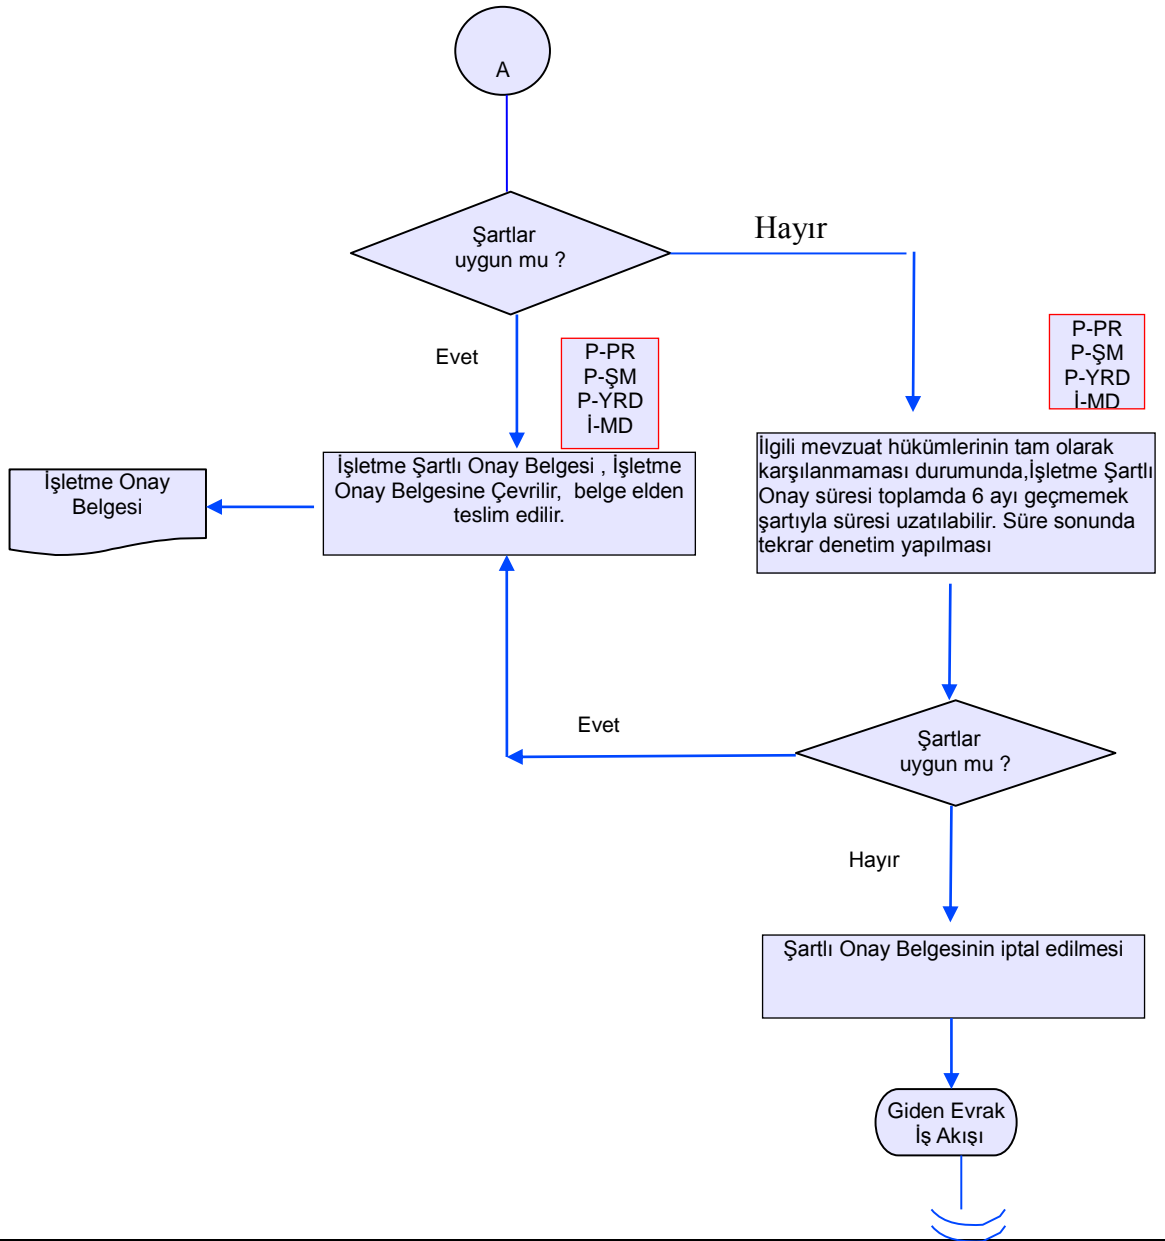 A
Şartlar
uygun mu ?
Hayır
Evet
P-PR
P-ŞM
P-YRD
İ-MD
P-PR
P-ŞM
P-YRD
İ-MD
İşletme Onay
Belgesi
İşletme Şartlı Onay Belgesi , İşletme
Onay Belgesine Çevrilir, belge elden
teslim edilir.
İlgili mevzuat hükümlerinin tam olarak
karşılanmaması durumunda,İşletme Şartlı
Onay süresi toplamda 6 ayı geçmemek
şartıyla süresi uzatılabilir. Süre sonunda
tekrar denetim yapılması
Evet
Şartlar
uygun mu ?
Hayır
Şartlı Onay Belgesinin iptal edilmesi
Giden Evrak
İş Akışı